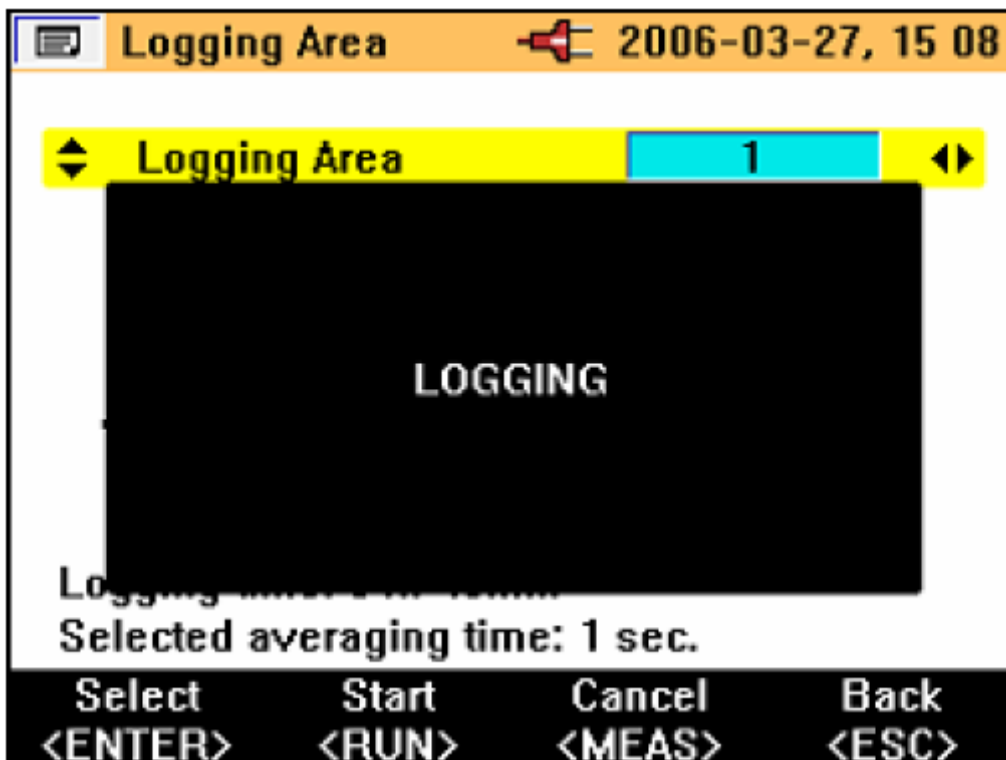 Logging Area 2006-03-27, 15 08
Logging Area 1
LOGGING
Logging
Selected averaging time: 1 sec.
Select Start Cancel Back
<ENTER> <RUN> <MEAS> <ESC>